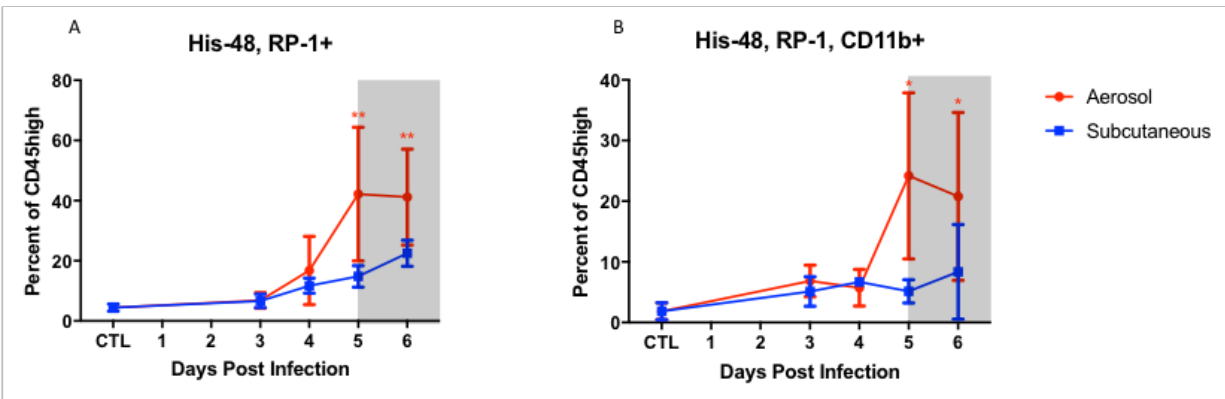 A
His-48, RP-1+
Percent of CD45high
80
60
40
20
0
**
**
CTL 1 2 3 4 5 6
Days Post Infection
B
His-48, RP-1, CD11b+
Percent of CD45high
40
30
20
10
0
*
*
CTL 1 2 3 4 5 6
Days Post Infection
Aerosol
Subcutaneous